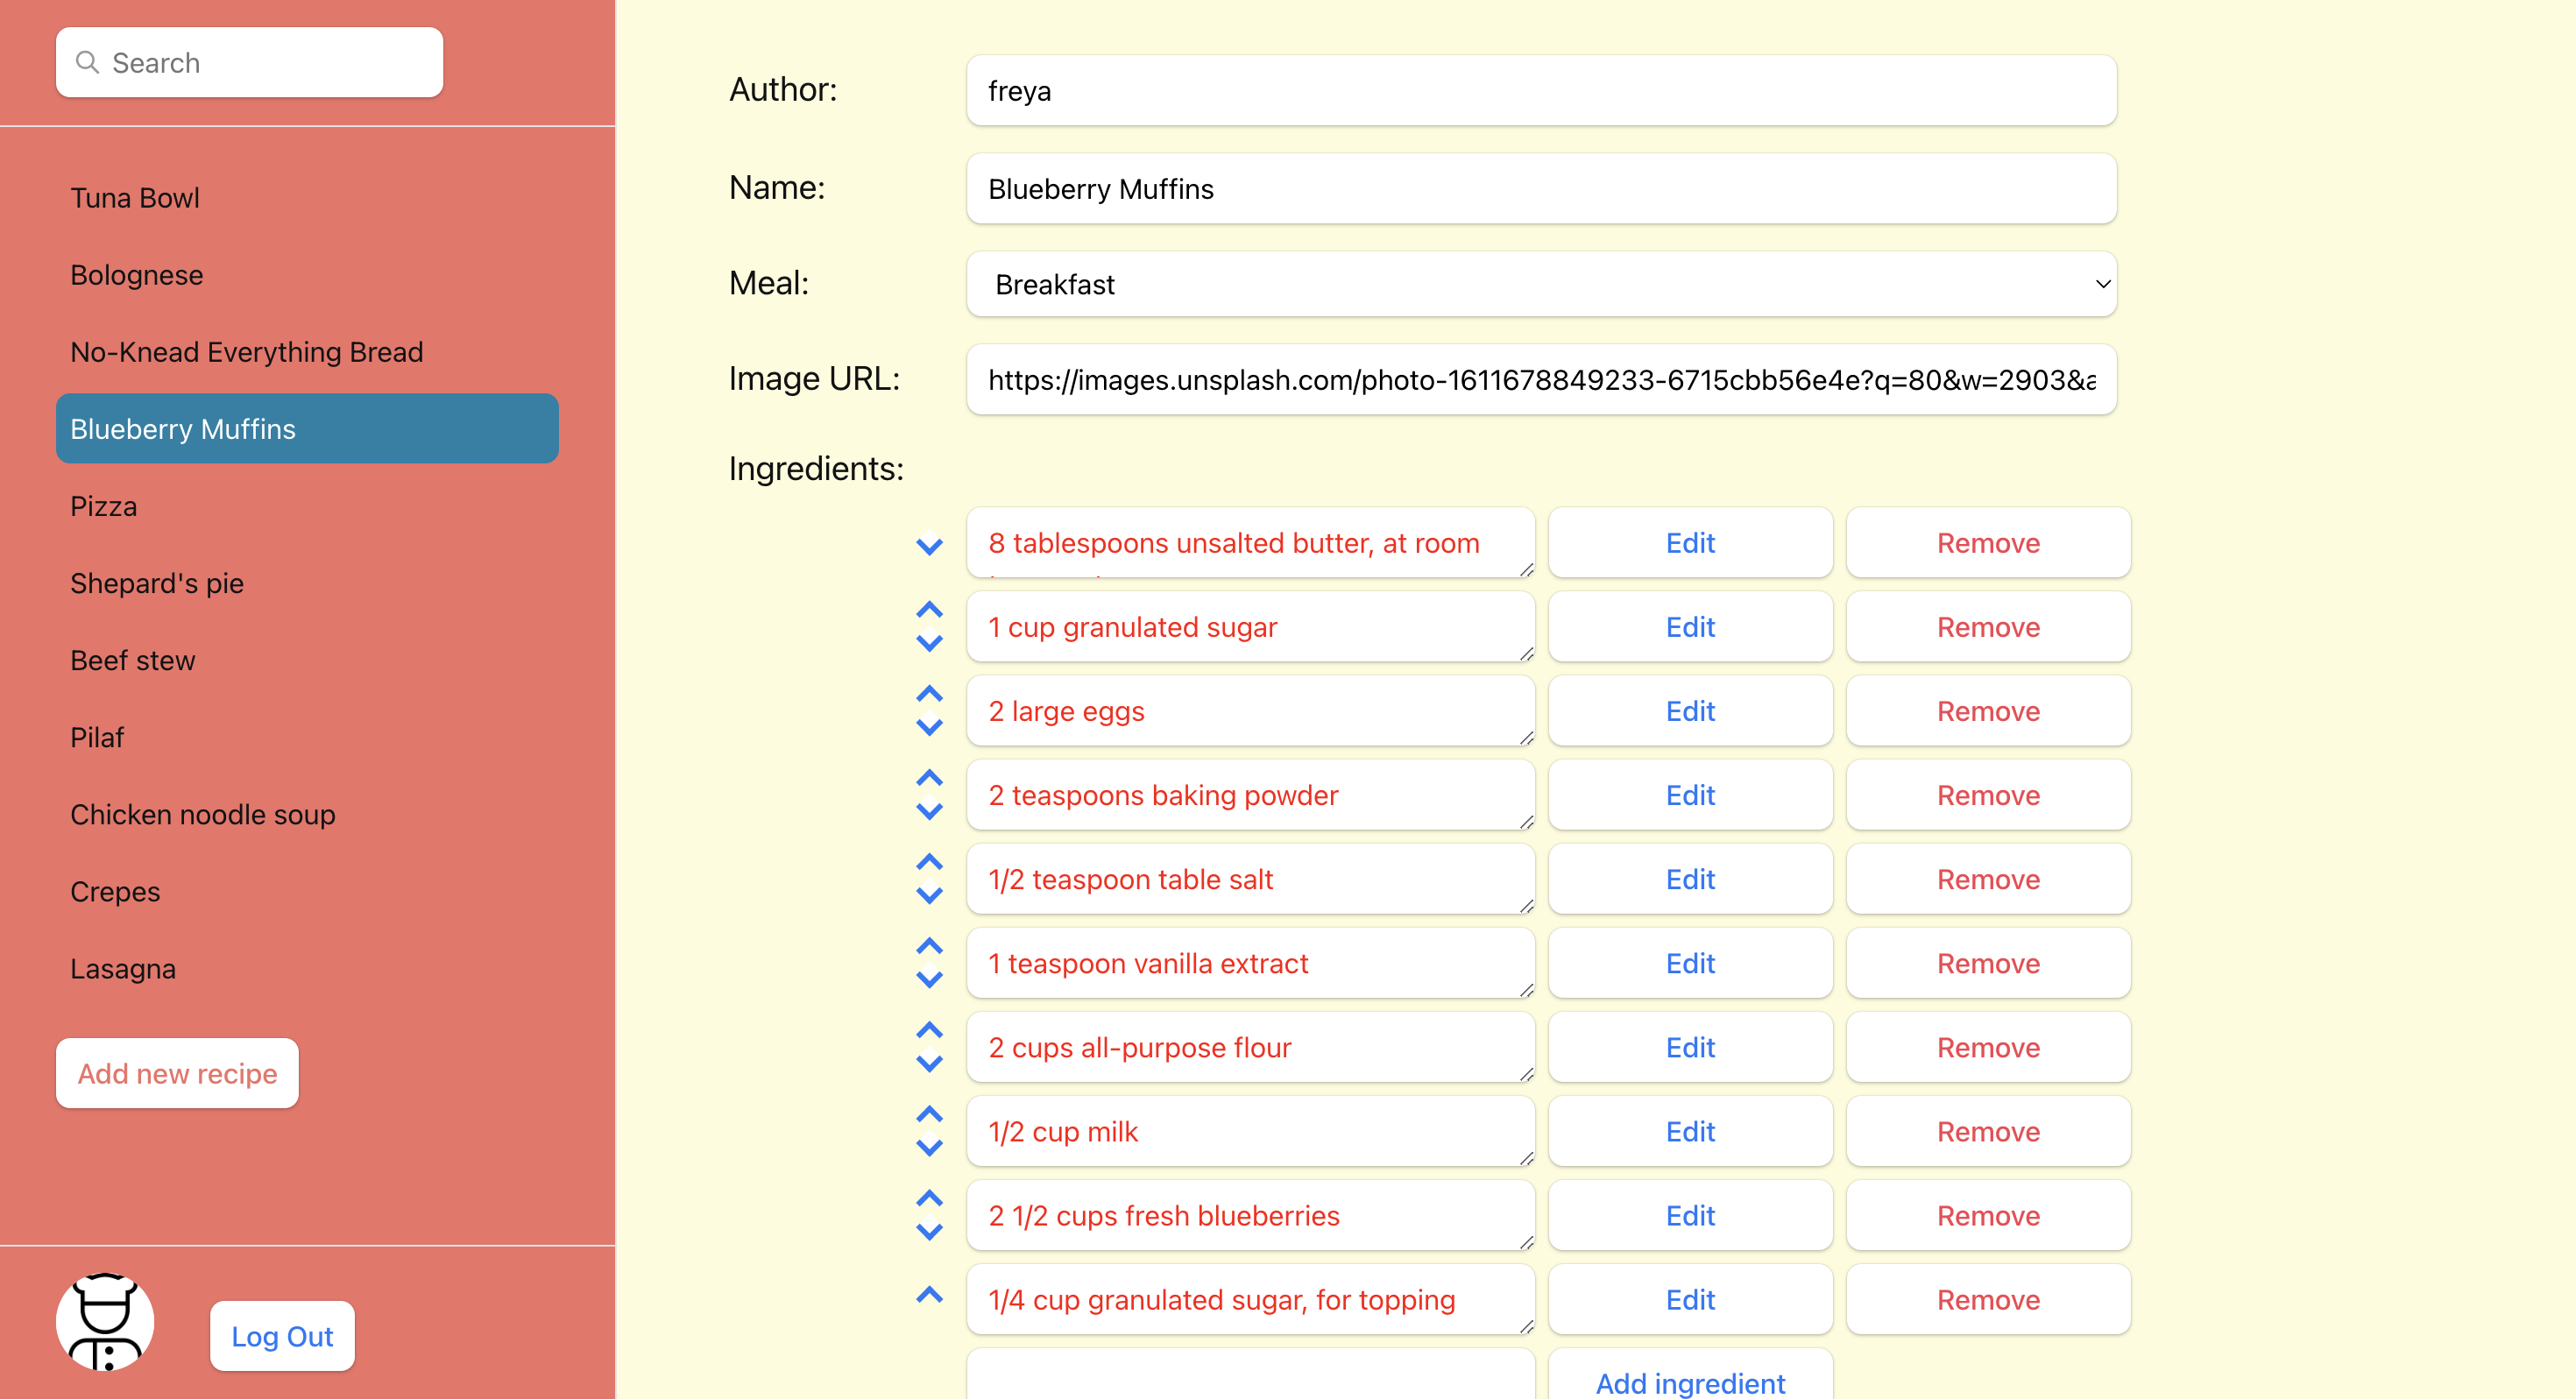 Search
Tuna Bowl
Bolognese
No-Knead Everything Bread
Blueberry Muffins
Pizza
Shepard's pie
Beef stew
Pilaf
Chicken noodle soup
Crepes
Lasagna
Add new recipe
Log Out
Author:
freya
Name:
Blueberry Muffins
Meal:
Breakfast
Image URL:
https://images.unsplash.com/photo-1611678849233-6715cbb56e4e?q=80&w=2903&a
Ingredients:
8 tablespoons unsalted butter, at room
Edit
Remove
1 cup granulated sugar
Edit
Remove
2 large eggs
Edit
Remove
2 teaspoons baking powder
Edit
Remove
1/2 teaspoon table salt
Edit
Remove
1 teaspoon vanilla extract
Edit
Remove
2 cups all-purpose flour
Edit
Remove
1/2 cup milk
Edit
Remove
2 1/2 cups fresh blueberries
Edit
Remove
1/4 cup granulated sugar, for topping
Edit
Remove
Add ingredient